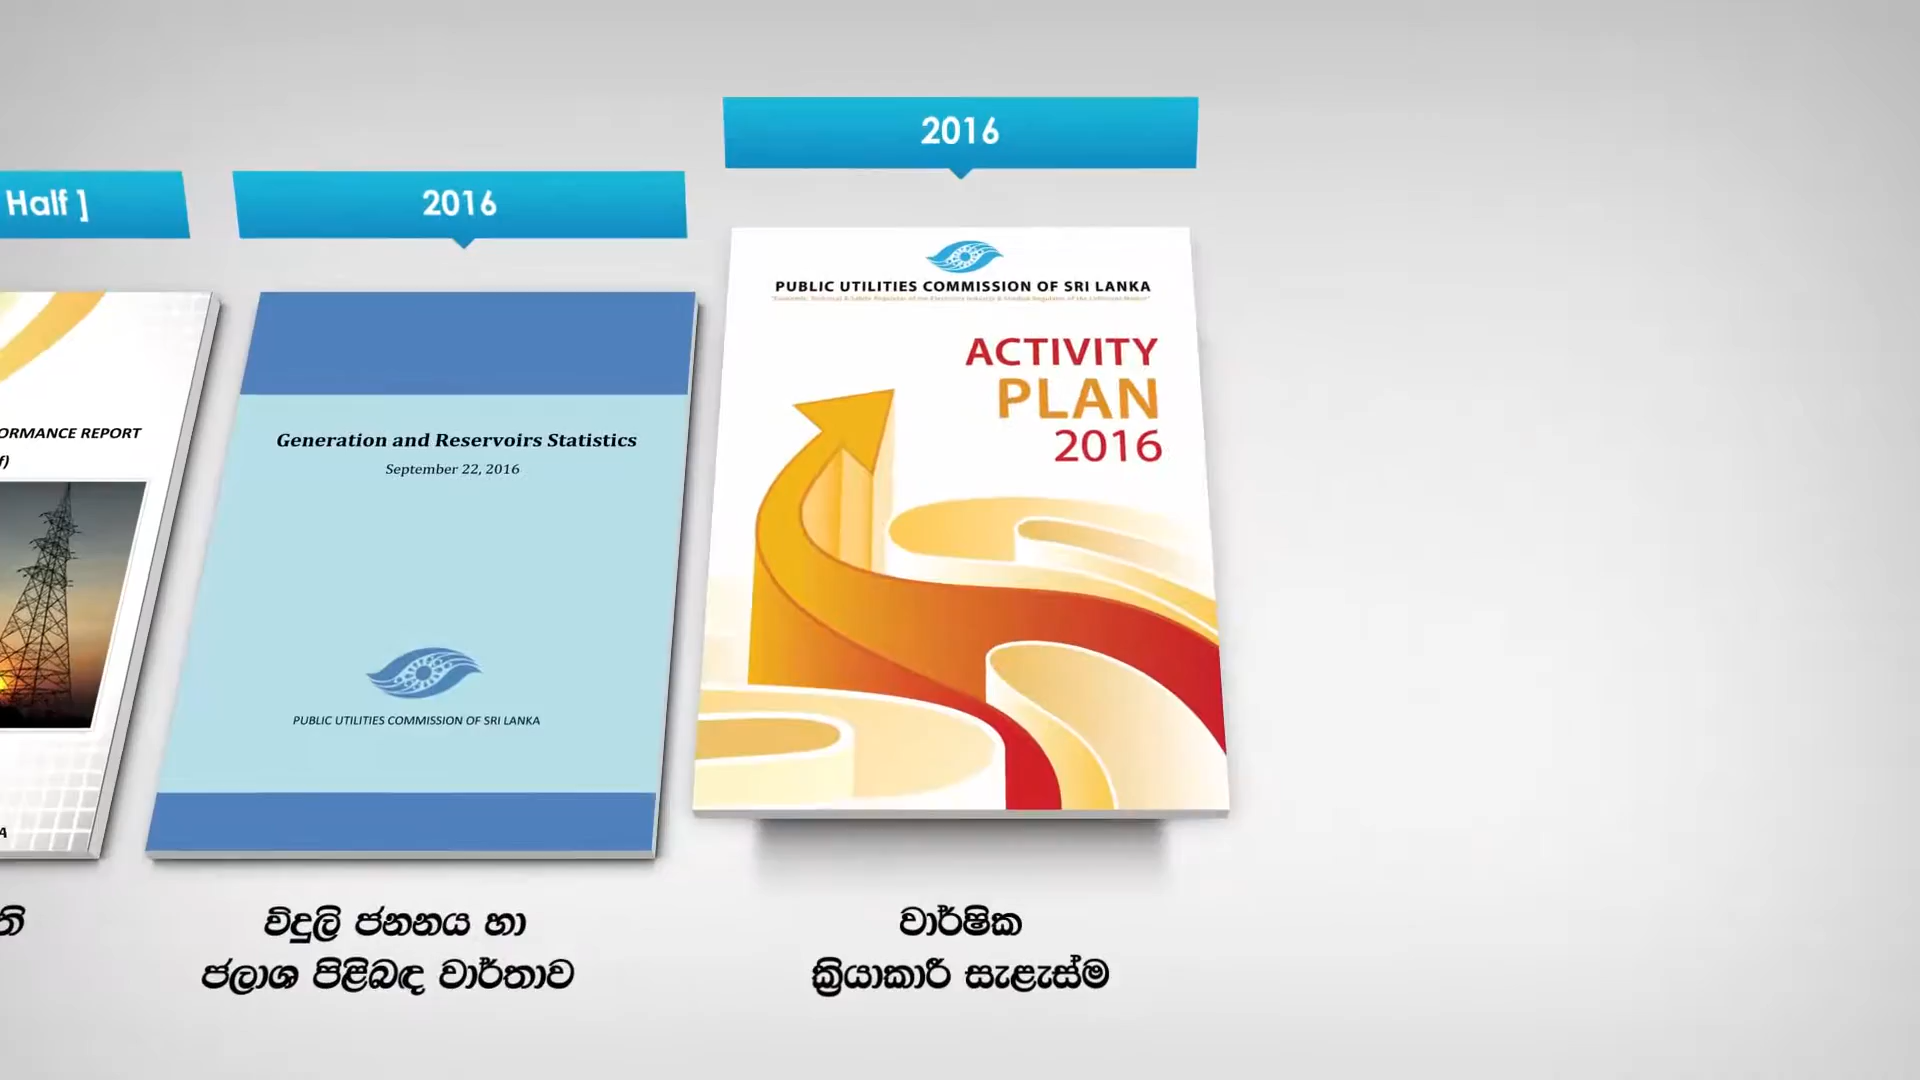 Half ]
ORMANCE REPORT
f)
A
ති
2016
Generation and Reservoirs Statistics
September 22, 2016
PUBLIC UTILITIES COMMISSION OF SRI LANKA
විදුලි ජනනය හා
ජලාශ පිළිබඳ වාර්තාව
2016
PUBLIC UTILITIES COMMISSION OF SRI LANKA
ACTIVITY
PLAN
2016
වාර්ෂික
ක්‍රියාකාරී සැළැස්ම